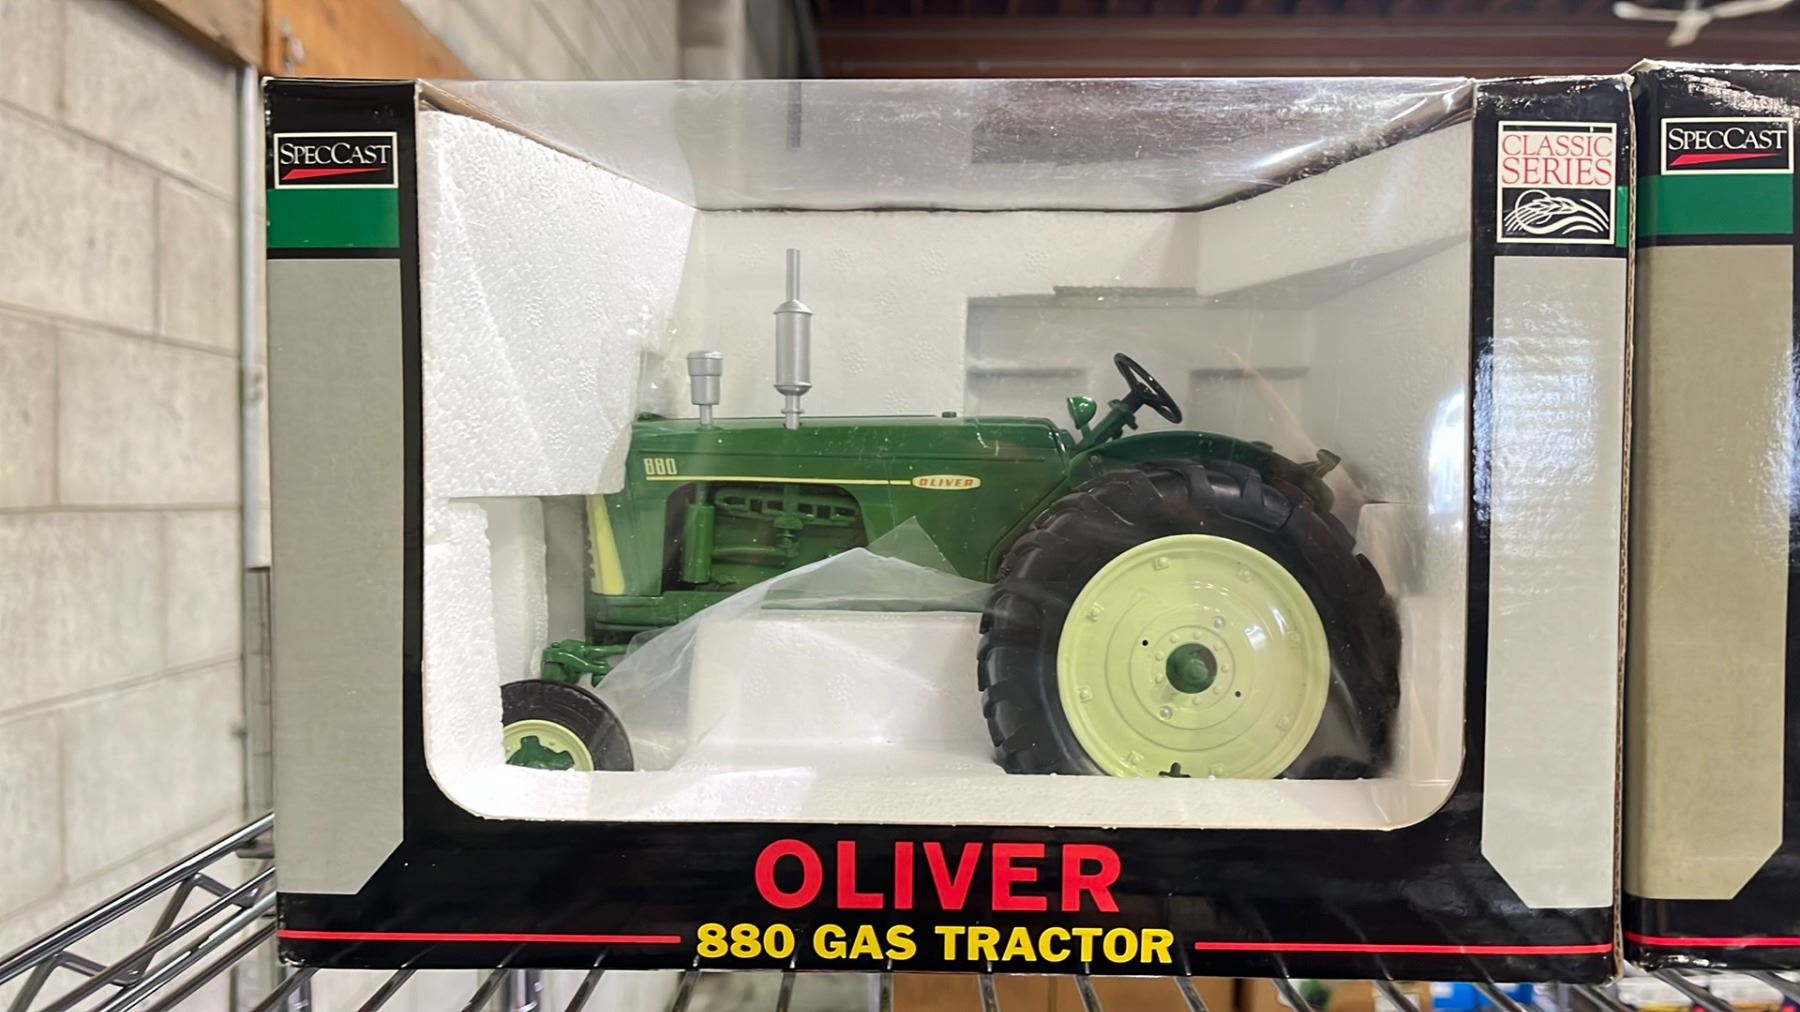 SPECCAST
CLASSIC
SERIES
SPECCAST
880
OLIVER
OLIVER
880 GAS TRACTOR